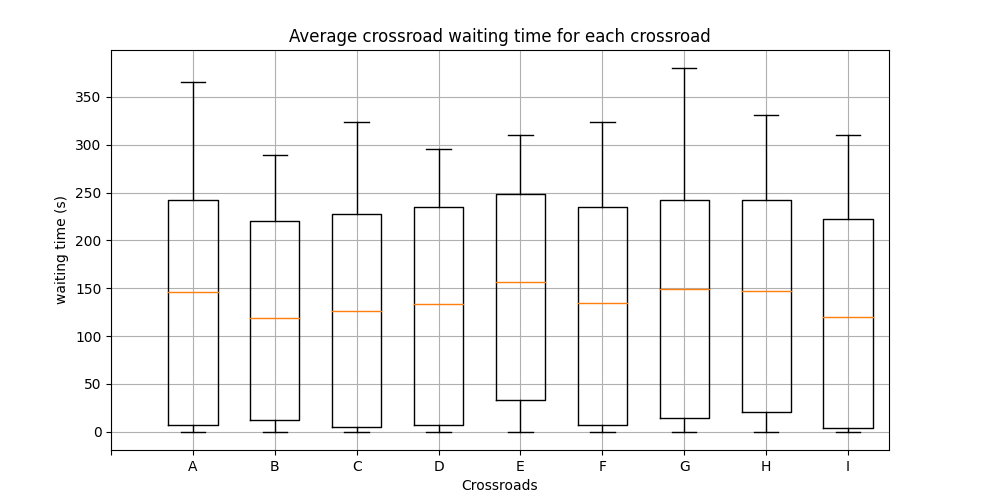 Average crossroad waiting time for each crossroad
waiting time (s)
350
300
250
200
150
100
50
0
A B C D E F G H I
Crossroads